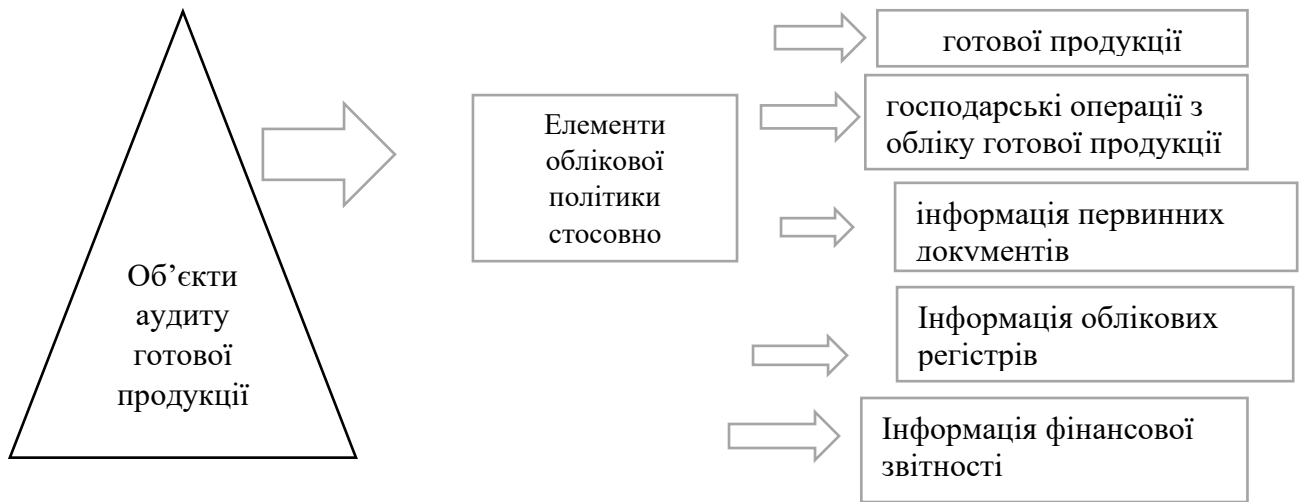 Об’єкти
аудиту
готової
продукції
Елементи
облікової
політики
стосовно
готової продукції
господарські операції з
обліку готової продукції
інформація первинних
документів
Інформація облікових
регістрів
Інформація фінансової
звітності